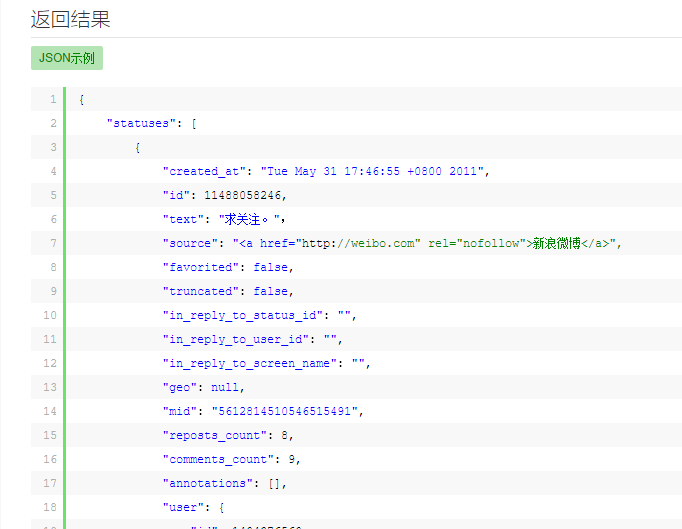 返回结果
JSON示例
1 {
2 "statuses": [
3 {
4 "created_at": "Tue May 31 17:46:55 +0800 2011",
5 "id": 11488058246,
6 "text": "求关注。",
7 "source": "<a href="http://weibo.com" rel="nofollow">新浪微博</a>",
8 "favorited": false,
9 "truncated": false,
10 "in_reply_to_status_id": "",
11 "in_reply_to_user_id": "",
12 "in_reply_to_screen_name": "",
13 "geo": null,
14 "mid": "5612814510546515491",
15 "reposts_count": 8,
16 "comments_count": 9,
17 "annotations": [],
18 "user": {